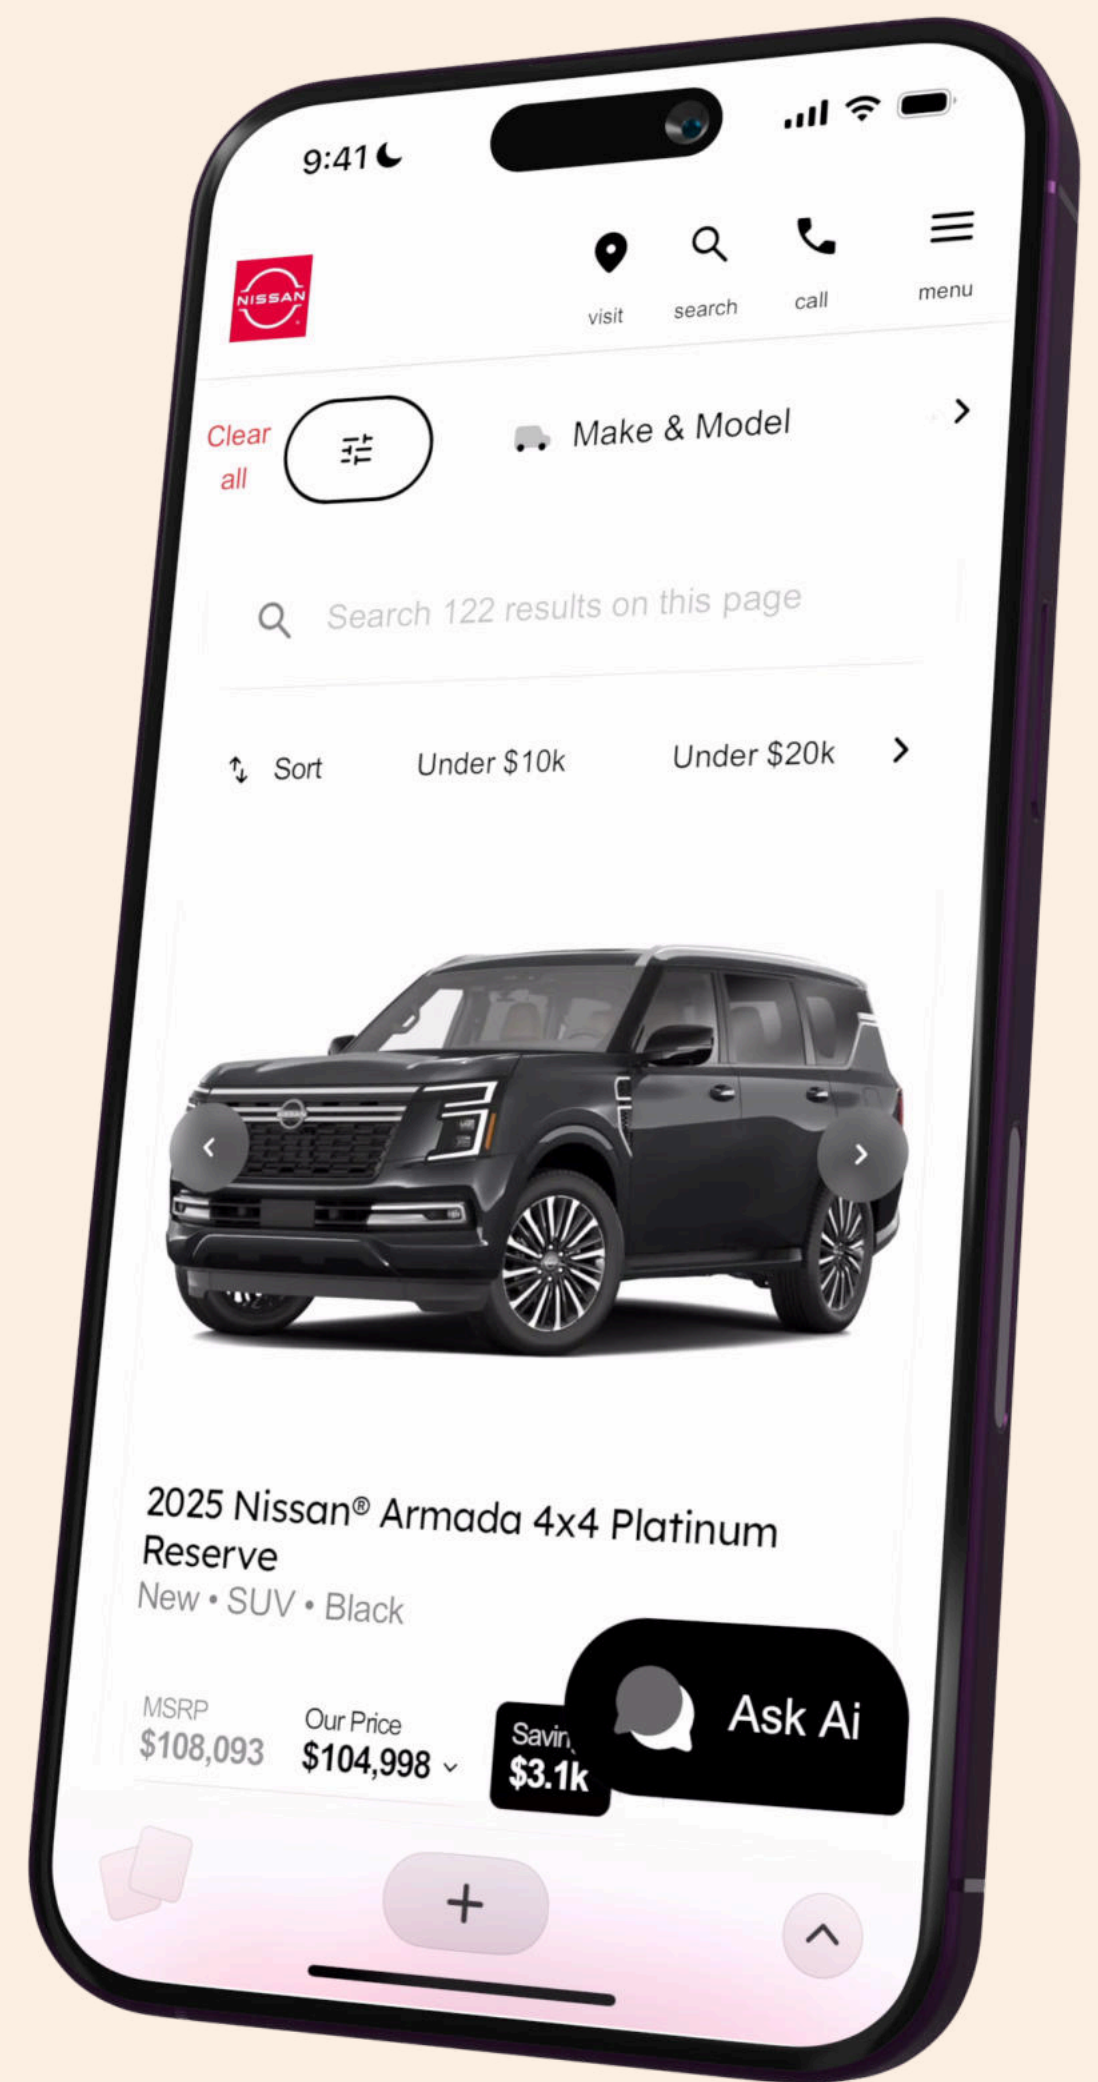 9:41
NISSAN
visit
search
call
menu
Clear
all
Make & Model
Search 122 results on this page
Sort
Under $10k
Under $20k
2025 Nissan® Armada 4x4 Platinum
Reserve
New • SUV • Black
MSRP
$108,093
Our Price
$104,998
Savin
$3.1k
Ask Ai